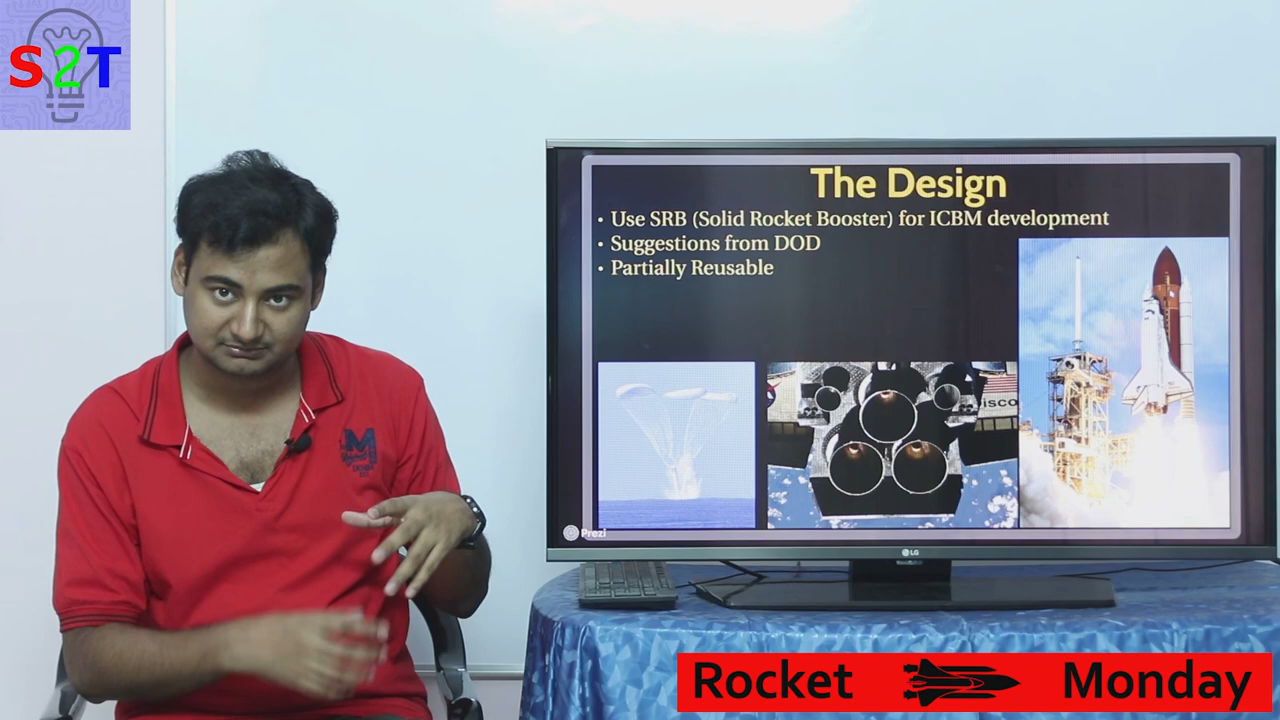 S2T
The Design
• Use SRB (Solid Rocket Booster) for ICBM development
• Suggestions from DOD
• Partially Reusable
isco
Prezi
LG
M
Rocket Monday